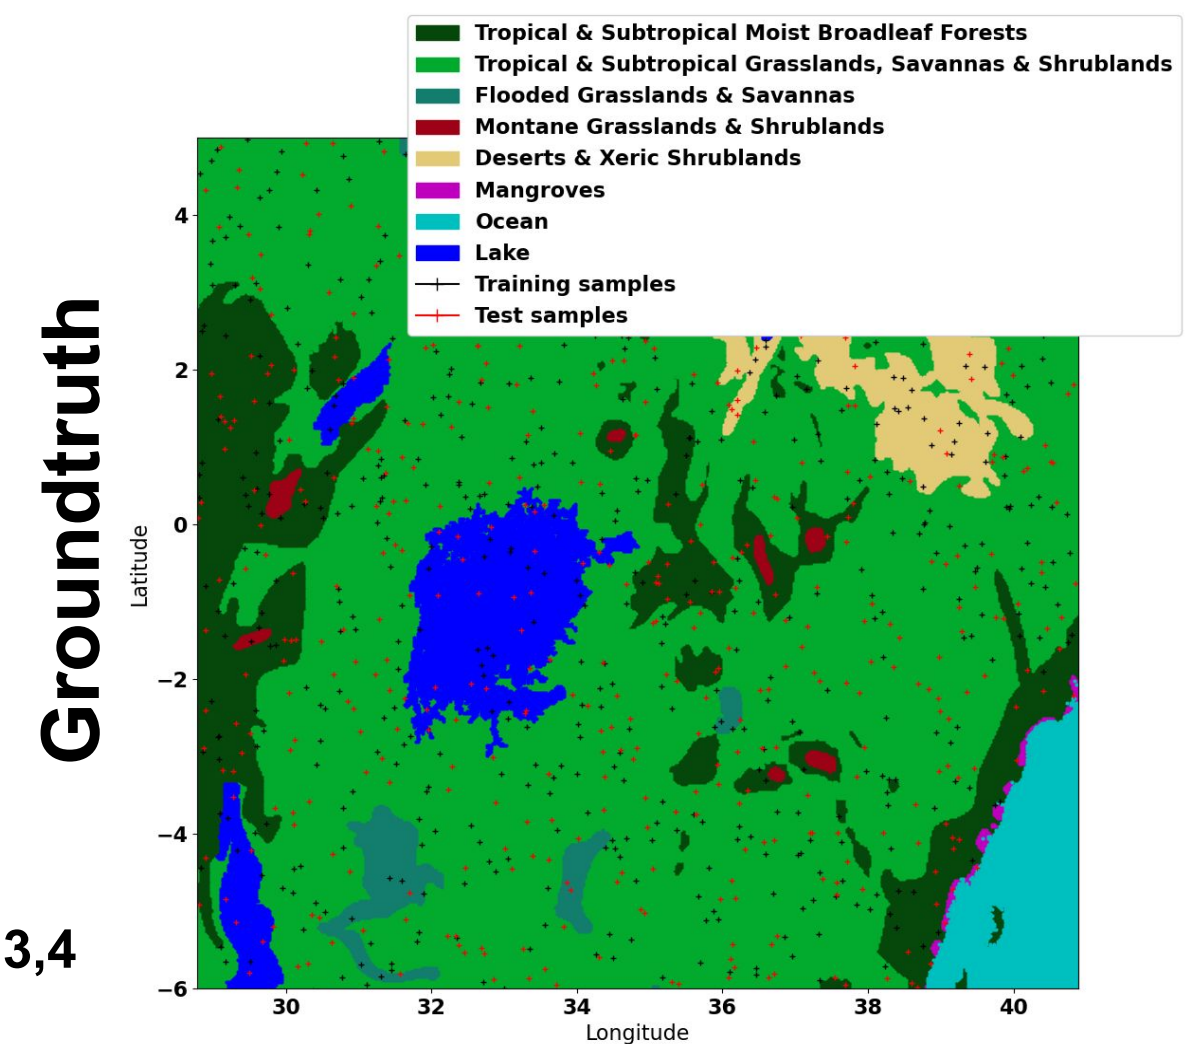 Tropical & Subtropical Moist Broadleaf Forests
Tropical & Subtropical Grasslands, Savannas & Shrublands
Flooded Grasslands & Savannas
Montane Grasslands & Shrublands
Deserts & Xeric Shrublands
Mangroves
Ocean
Lake
Training samples
Test samples
Groundtruth
3,4
Latitude
4
2
0
−2
−4
−6
30 32 34 36 38 40
Longitude